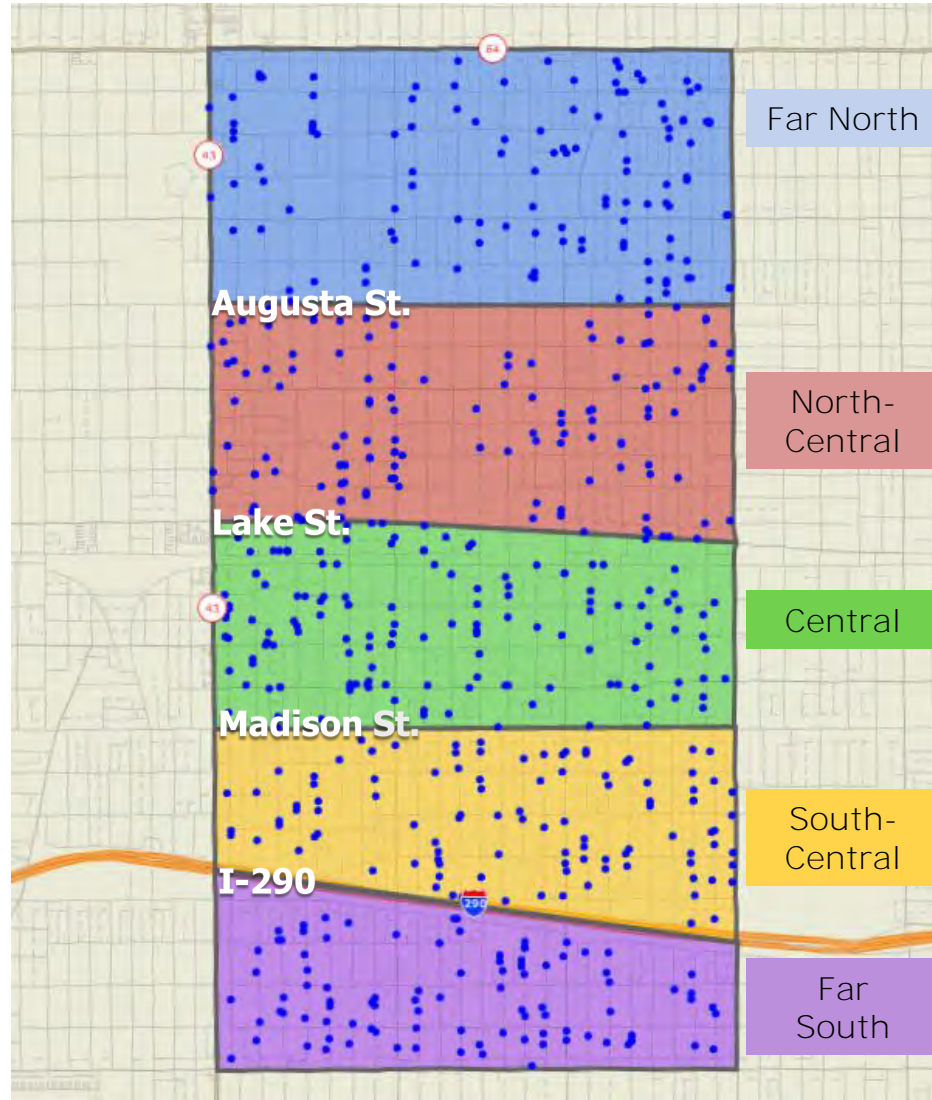 64
Far North
43
Augusta St.
North-
Central
Lake St.
43
Central
Madison St.
South-
Central
I-290
290
Far
South